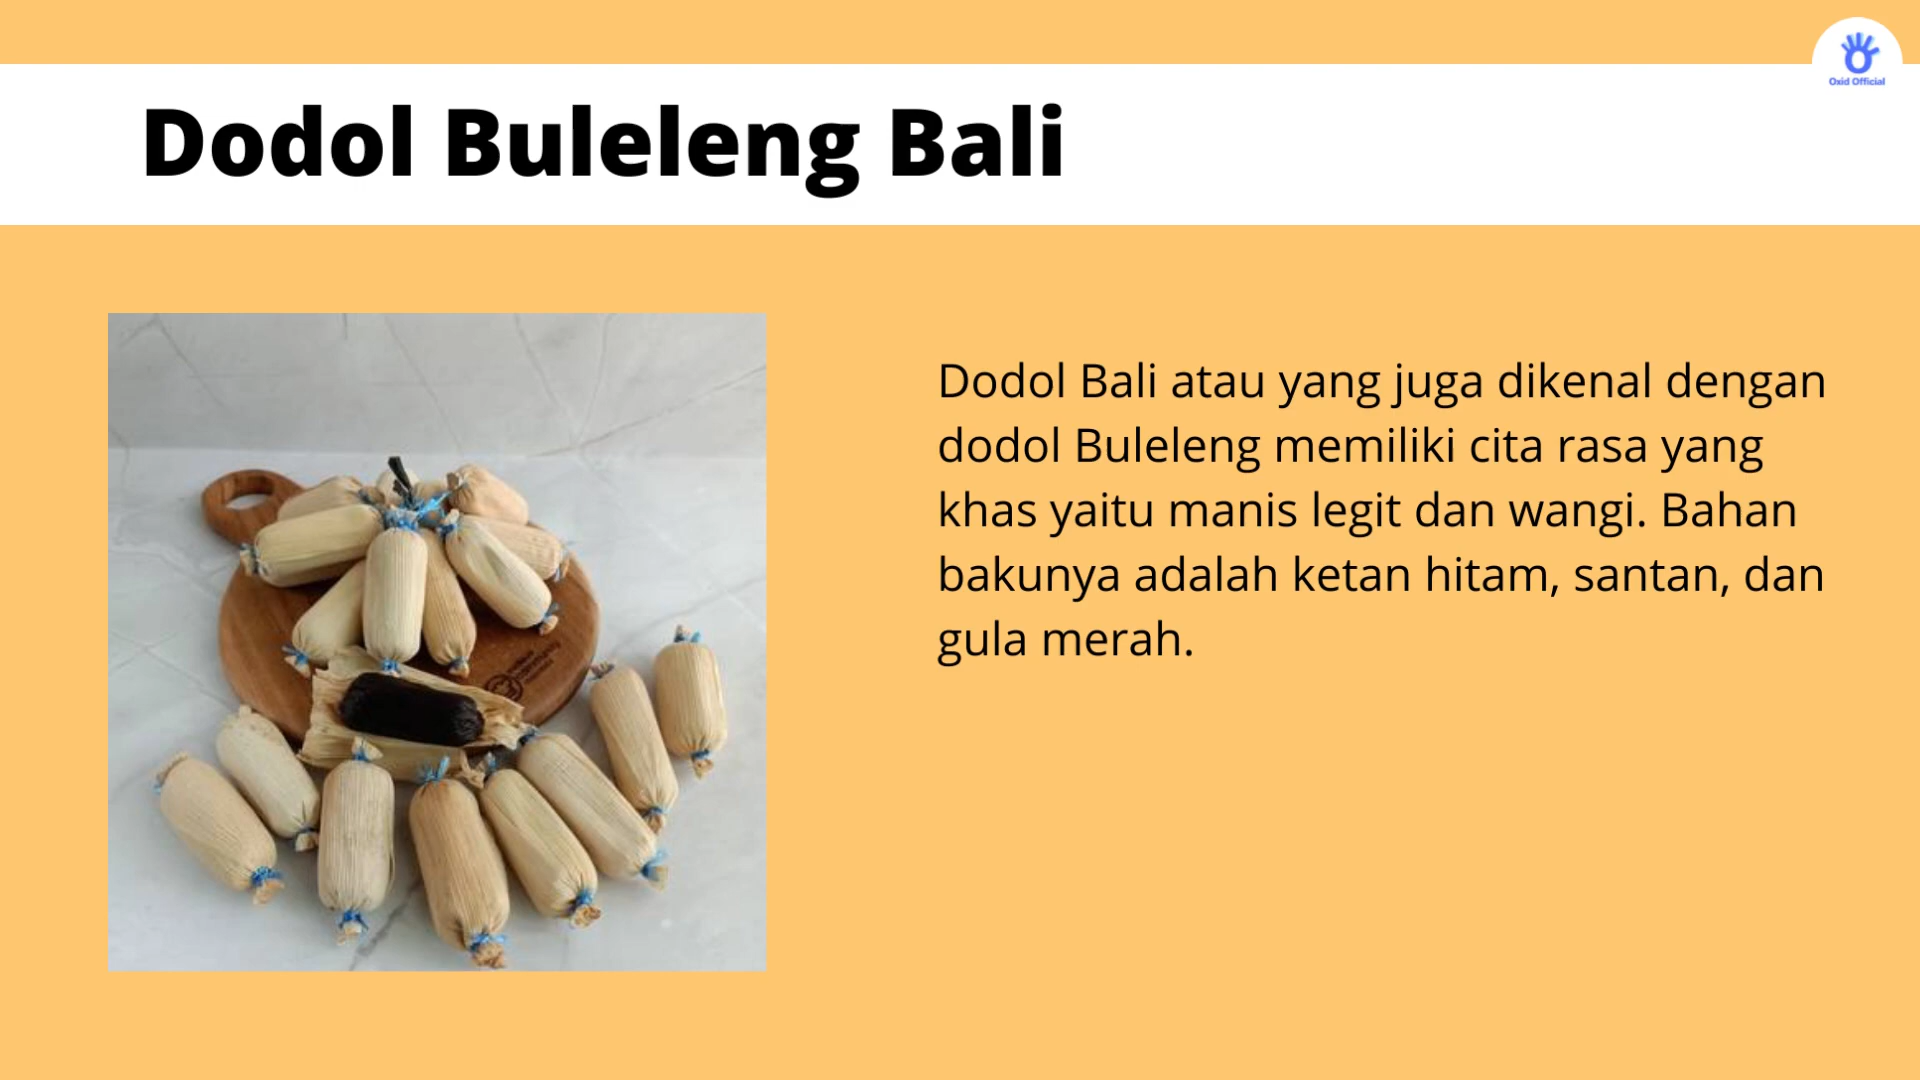 Oxid Official
Dodol Buleleng Bali
Dodol Bali atau yang juga dikenal dengan
dodol Buleleng memiliki cita rasa yang
khas yaitu manis legit dan wangi. Bahan
bakunya adalah ketan hitam, santan, dan
gula merah.